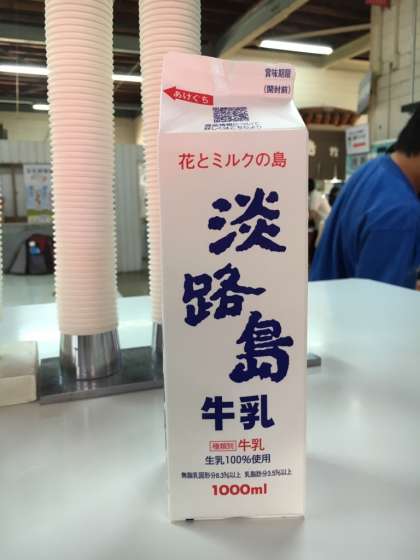 賞味期限
(開封前)
あけぐち
花とミルクの島
淡路島
牛乳
種類別 牛乳
生乳100%使用
無脂乳固形分8.3%以上 乳脂肪分3.5%以上
1000ml